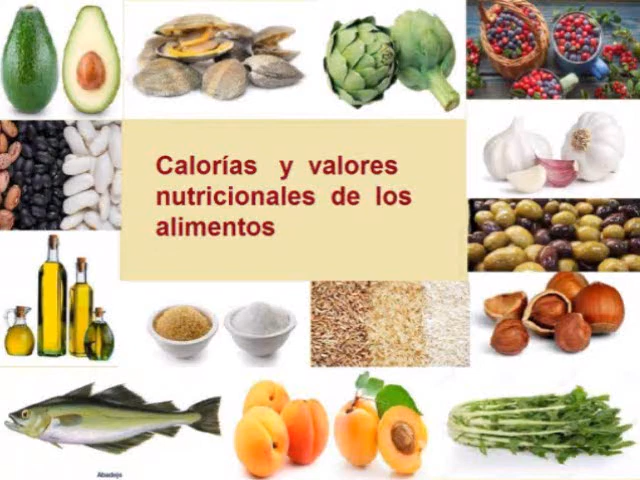 Calorías y valores
nutricionales de los
alimentos
Abadejo